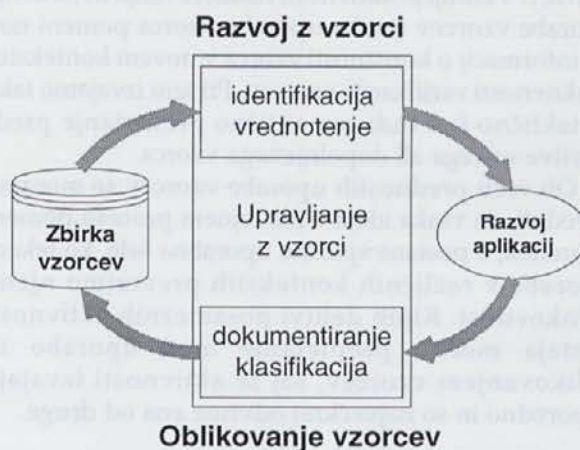 Razvoj z vzorci
identifikacija
vrednotenje
Zbirka
vzorcev
Upravljanje
z vzorci
Razvoj
aplikacij
dokumentiranje
klasifikacija
Oblikovanje vzorcev